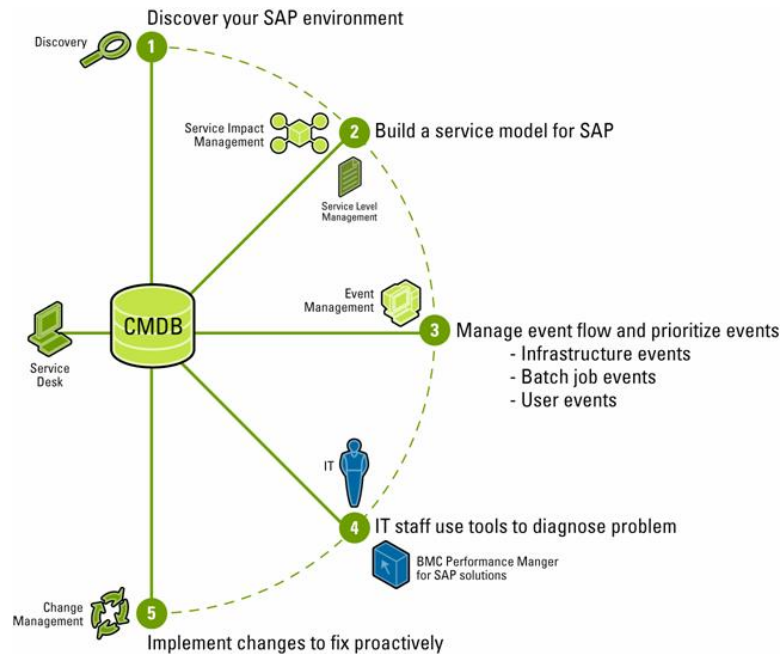 Discover your SAP environment
Discovery
1
Service Impact
Management
2
Build a service model for SAP
Service Level
Management
Event
Management
CMDB
3
Manage event flow and prioritize events
- Infrastructure events
- Batch job events
- User events
Service
Desk
IT
4
IT staff use tools to diagnose problem
BMC Performance Manger
for SAP solutions
Change
Management
5
Implement changes to fix proactively